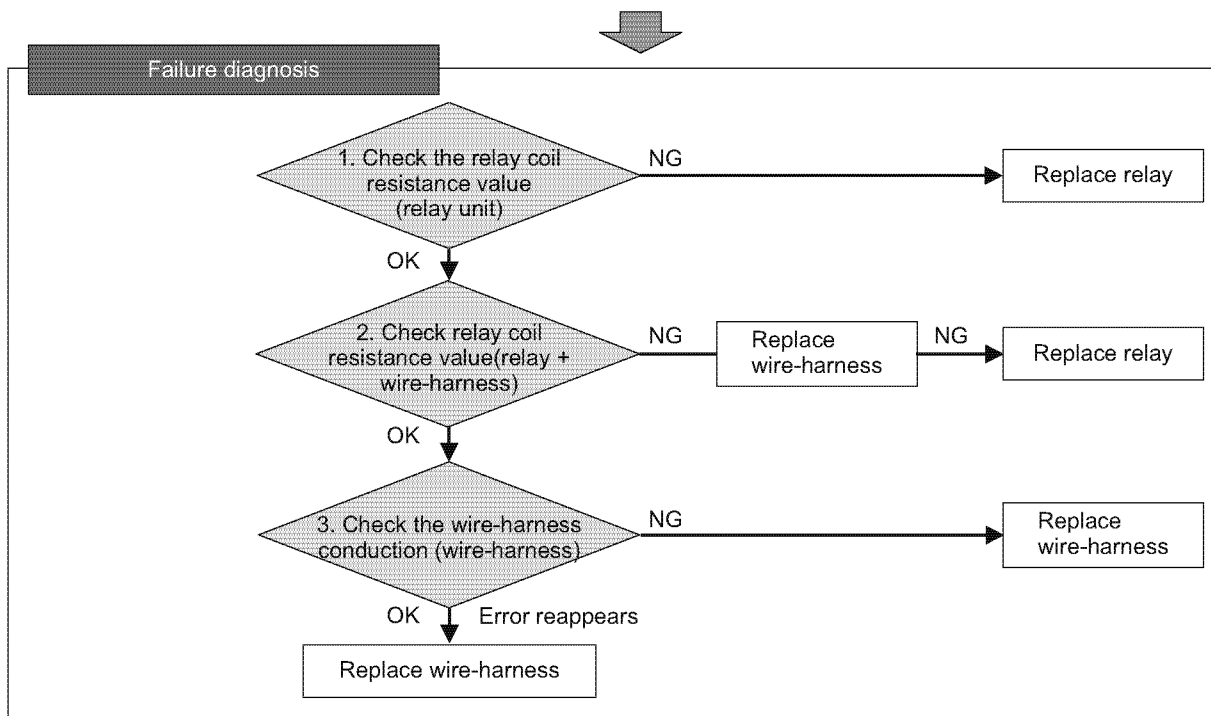 Failure diagnosis
1. Check the relay coil
resistance value
(relay unit)
NG
Replace relay
OK
2. Check relay coil
resistance value(relay +
wire-harness)
NG
Replace
wire-harness
NG
Replace relay
OK
3. Check the wire-harness
conduction (wire-harness)
NG
Replace
wire-harness
OK
Error reappears
Replace wire-harness